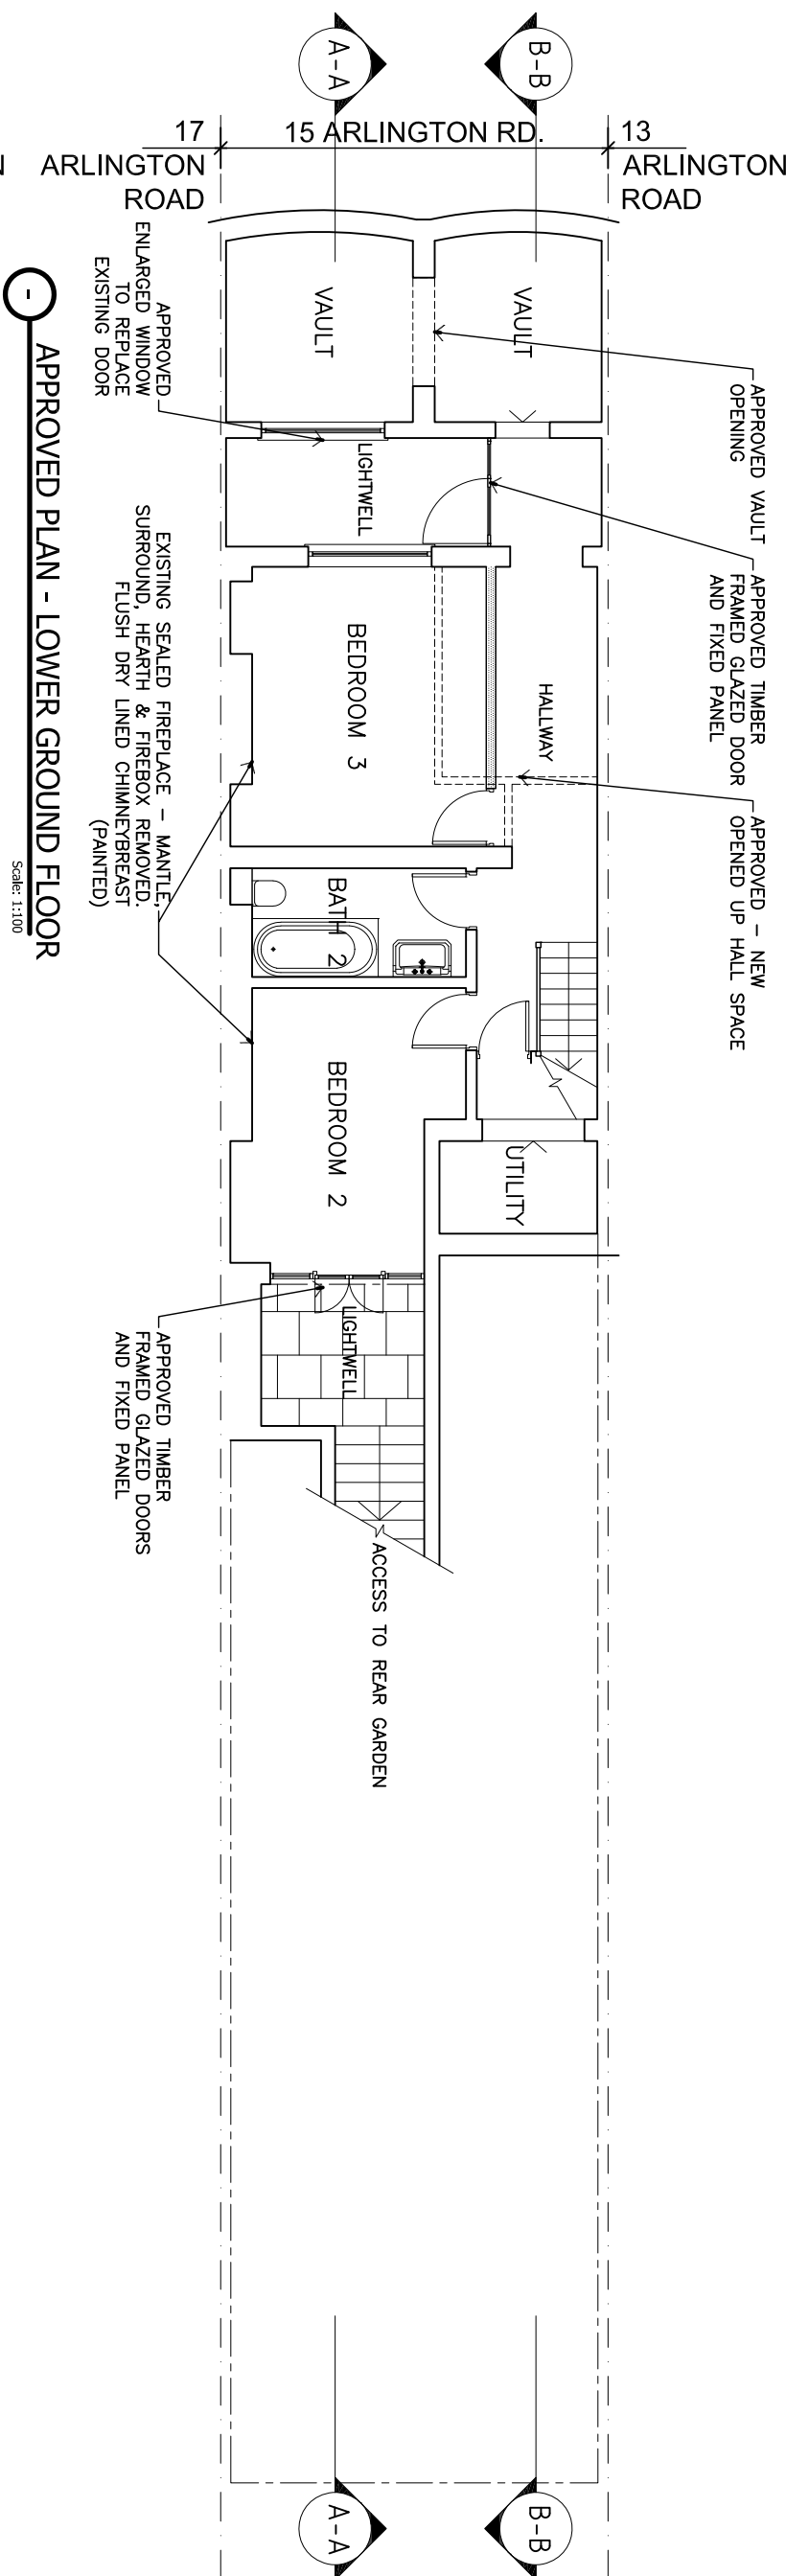 A-A
B-B
17
15 ARLINGTON RD.
13
N
ARLINGTON
ROAD
ARLINGTON
ROAD
APPROVED VAULT
OPENING
APPROVED TIMBER
FRAMED GLAZED DOOR
AND FIXED PANEL
APPROVED - NEW
OPENED UP HALL SPACE
VAULT
VAULT
LIGHTWELL
HALLWAY
BEDROOM 3
BATH 2
BEDROOM 2
UTILITY
LIGHTWELL
ACCESS TO REAR GARDEN
APPROVED
ENLARGED WINDOW
TO REPLACE
EXISTING DOOR
EXISTING SEALED FIREPLACE - MANTLE,
SURROUND, HEARTH & FIREBOX REMOVED.
FLUSH DRY LINED CHIMNEYBREAST
(PAINTED)
APPROVED TIMBER
FRAMED GLAZED DOORS
AND FIXED PANEL
-
APPROVED PLAN - LOWER GROUND FLOOR
Scale: 1:100
A-A
B-B